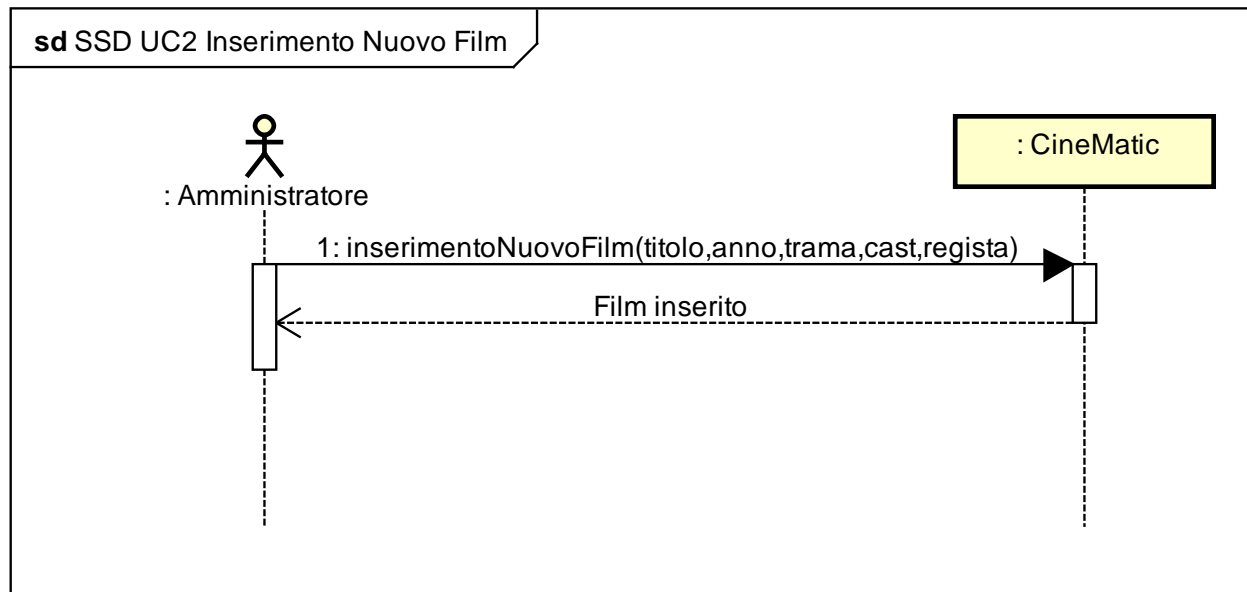 sd SSD UC2 Inserimento Nuovo Film
: Amministratore
: CineMatic
1: inserimentoNuovoFilm(titolo,anno,trama,cast,regista)
Film inserito